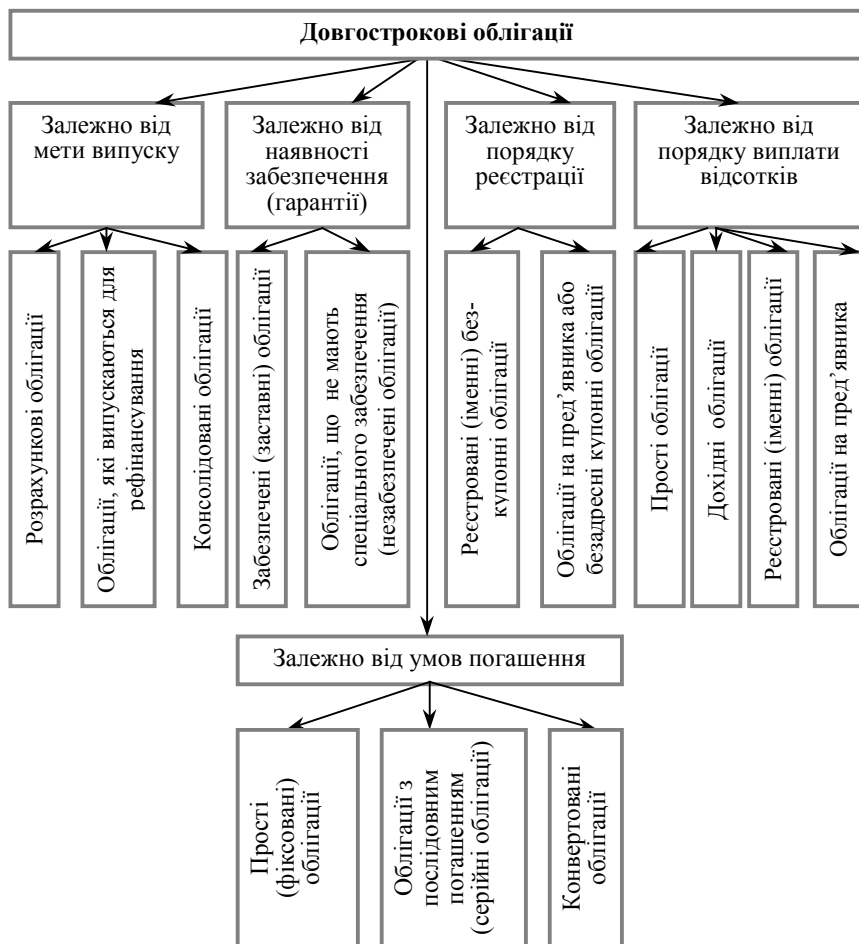 Довгострокові облігації
Залежно від
мети випуску
Залежно від
наявності
забезпечення
(гарантії)
Залежно від
порядку
реєстрації
Залежно від
порядку виплати
відсотків
Розрахункові облігації
Облігації, які випускаються для
рефінансування
Консолідовані облігації
Забезпечені (заставні) облігації
Облігації, що не мають
спеціального забезпечення
(незабезпечені облігації)
Реєстровані (іменні) без-
купонні облігації
Облігації на пред’явника або
безадресні купонні облігації
Прості облігації
Дохідні облігації
Реєстровані (іменні) облігації
Облігації на пред’явника
Залежно від умов погашення
Прості
(фіксовані)
облігації
Облігації з
послідовним
погашенням
(серійні облігації)
Конвертовані
облігації